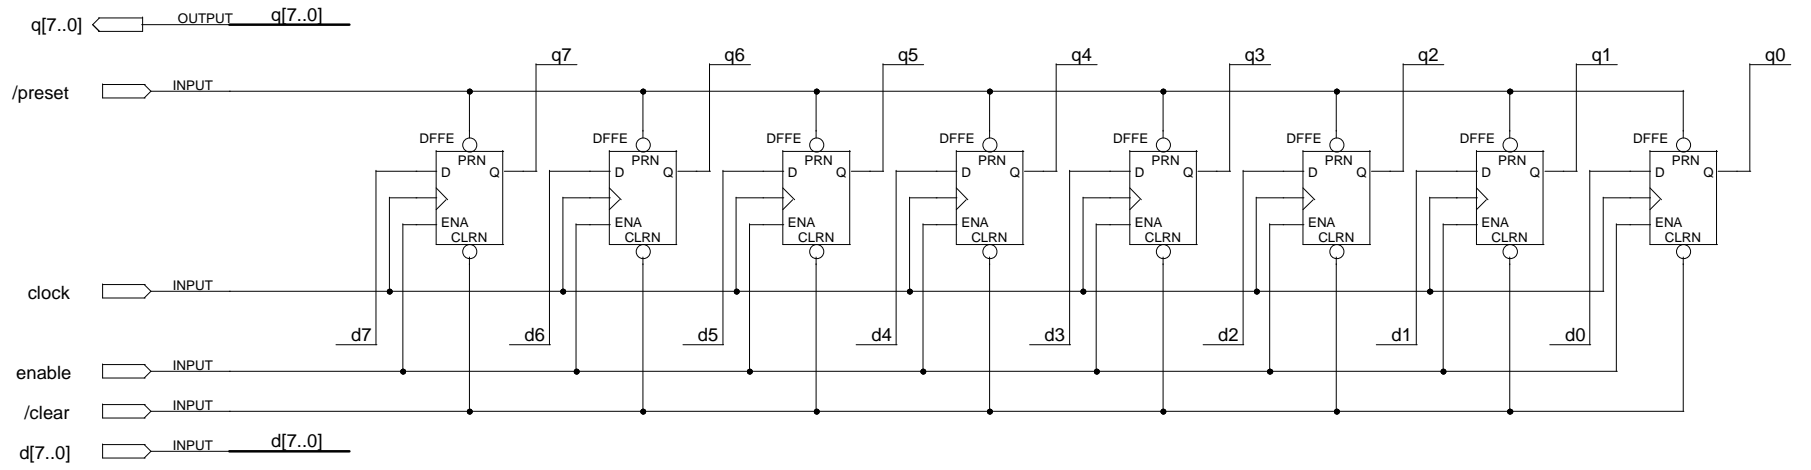 q[7..0] OUTPUT q[7..0]
q7 q6 q5 q4 q3 q2 q1 q0
/preset INPUT
DFFE DFFE DFFE DFFE DFFE DFFE DFFE DFFE
PRN PRN PRN PRN PRN PRN PRN PRN
D Q D Q D Q D Q D Q D Q D Q D Q
ENA ENA ENA ENA ENA ENA ENA ENA
CLRN CLRN CLRN CLRN CLRN CLRN CLRN CLRN
clock INPUT
d7 d6 d5 d4 d3 d2 d1 d0
enable INPUT
/clear INPUT
d[7..0] INPUT d[7..0]